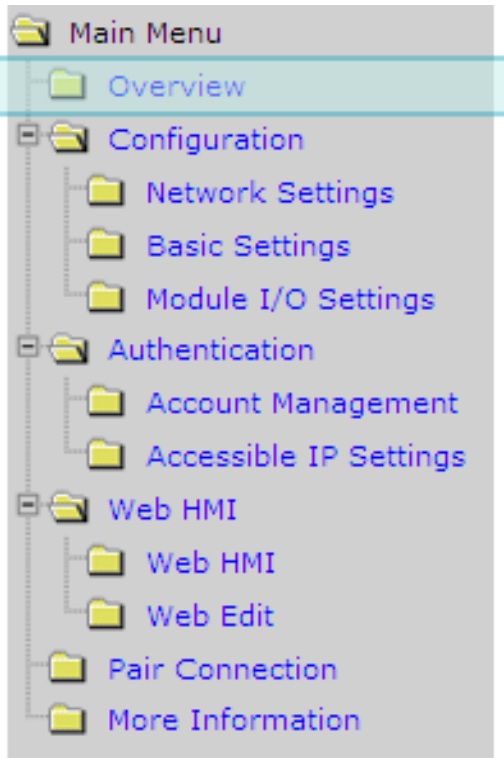 Main Menu
Overview
Configuration
Network Settings
Basic Settings
Module I/O Settings
Authentication
Account Management
Accessible IP Settings
Web HMI
Web HMI
Web Edit
Pair Connection
More Information